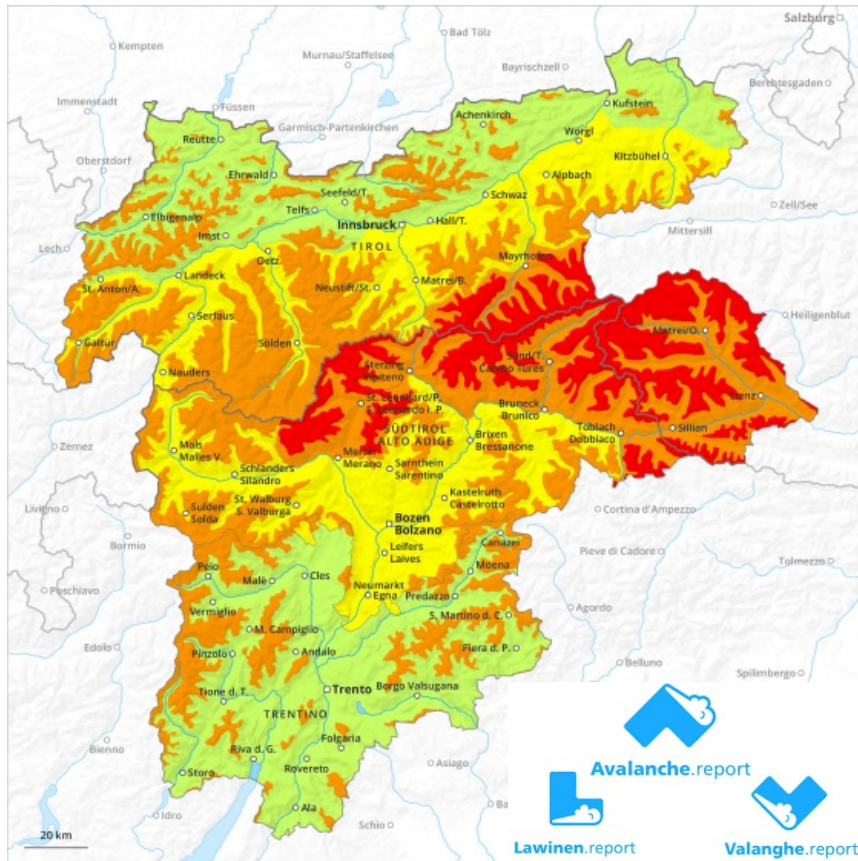 Salzburg
Bad Tölz
Kempten
Murnau/Staffelsee
Bayrischzell
Berchtesgaden
Immenstadt
Füssen
Kufstein
Achenkirch
Garmisch-Partenkirchen
Reutte
Wörgl
Oberstdorf
Kitzbühel
Ehrwald
Alpbach
Seefeld/T.
Schwaz
Zell/See
Elbigenalp
Telfs
Innsbruck
Hall/T.
Mittersill
Imst
TIROL
Lech
Oetz
Mayrhofen
Landeck
St. Anton/A.
Neustift/St.
Matrei/B.
Serfaus
Heiligenblut
Galtür
Sölden
Matrei/O.
Sand/T.
Campo Tures
Sterzing
Vipiteno
Nauders
St. Leonhard/P.
S. Leonardo i. P.
Lienz
Bruneck
Brunico
SÜDTIROL
ALTO ADIGE
Toblach
Dobbiaco
Sillian
Zernez
Mals
Malles V.
Meran
Merano
Brixen
Bressanone
Sarnthein
Sarentino
Schlanders
Silandro
St. Walburg
S. Valburga
Kastelruth
Castelrotto
Livigno
Sulden
Solda
Bozen
Bolzano
Cortina d'Ampezzo
Bormio
Leifers
Laives
Canazei
Pieve di Cadore
Tolmezzo
Moena
Peio
Malè
Cles
Neumarkt
Egna
Predazzo
Poschiavo
Agordo
Vermiglio
S. Martino d. C.
M. Campiglio
Edolo
Pinzolo
Andalo
Fiera d. P.
Belluno
Spilimbergo
Tione d. T.
Trento
Borgo Valsugana
TRENTINO
Folgaria
Bienno
Riva d. G.
Rovereto
Asiago
Storo
Avalanche.report
Ala
Ba
Idro
Schio
20 km
Lawinen.report
Valanghe.report